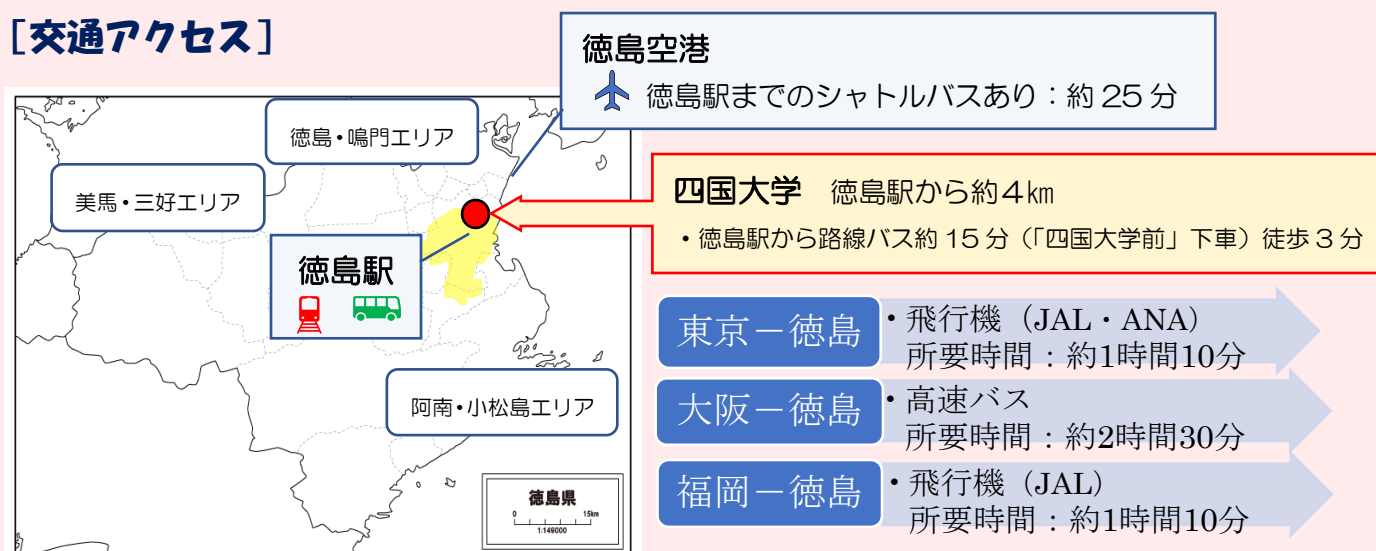 [交通アクセス]
徳島空港
徳島駅までのシャトルバスあり：約 25 分
徳島・鳴門エリア
美馬・三好エリア
四国大学 徳島駅から約４㎞
・徳島駅から路線バス約 15 分（「四国大学前」下車）徒歩 3 分
徳島駅
阿南・小松島エリア
徳島県
0 15km
1:149000
東京－徳島
・飛行機（JAL・ANA）
所要時間：約1時間10分
大阪－徳島
・高速バス
所要時間：約2時間30分
福岡－徳島
・飛行機（JAL）
所要時間：約1時間10分